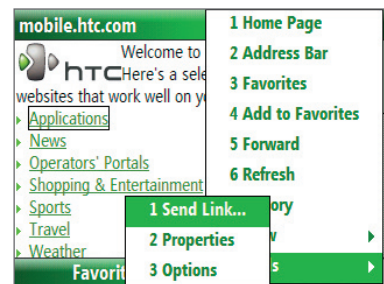 mobile.htc.com
Welcome to
hTC Here's a sele
websites that work well on y
Applications
News
Operators' Portals
Shopping & Entertainment
Sports
Travel
Weather
Favorit
1 Home Page
2 Address Bar
3 Favorites
4 Add to Favorites
5 Forward
6 Refresh
ory
s
1 Send Link...
2 Properties
3 Options